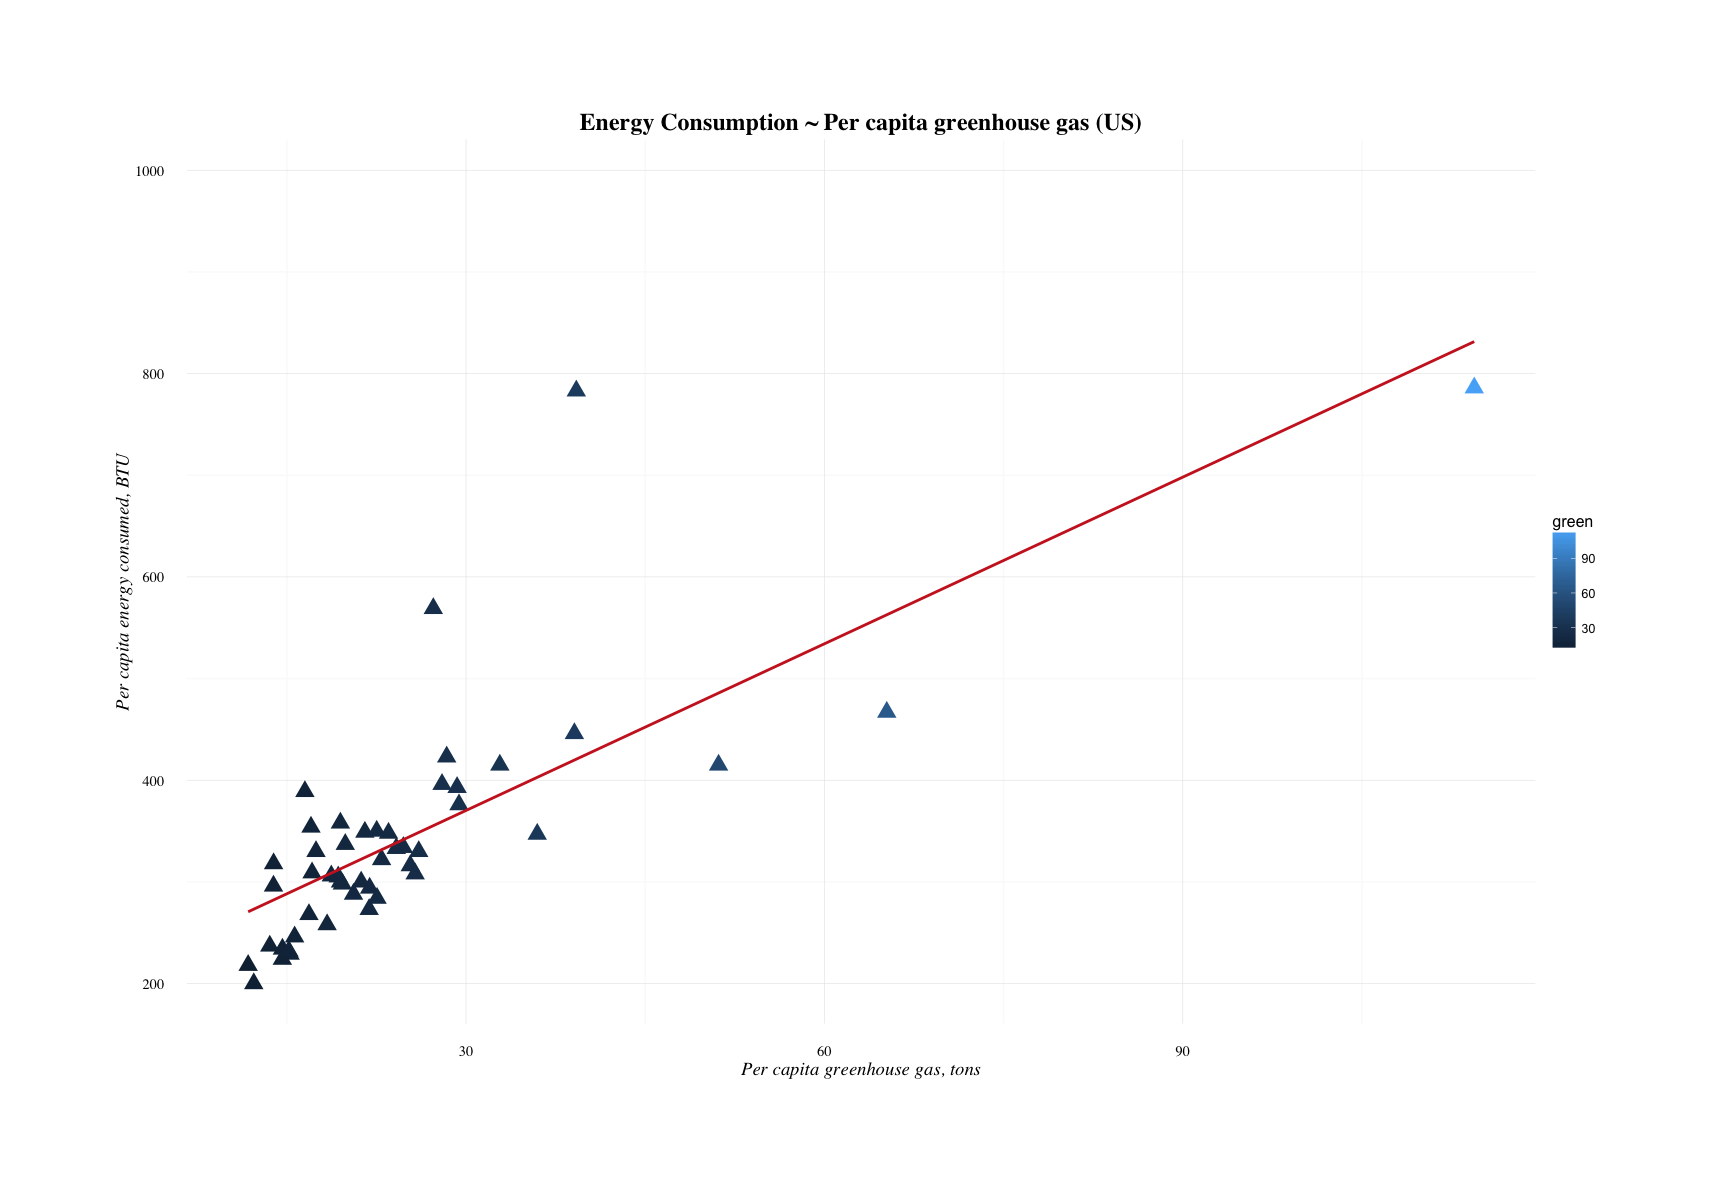 Energy Consumption ~ Per capita greenhouse gas (US)
1000
800
600
400
200
Per capita energy consumed, BTU
30
60
90
Per capita greenhouse gas, tons
green
90
60
30